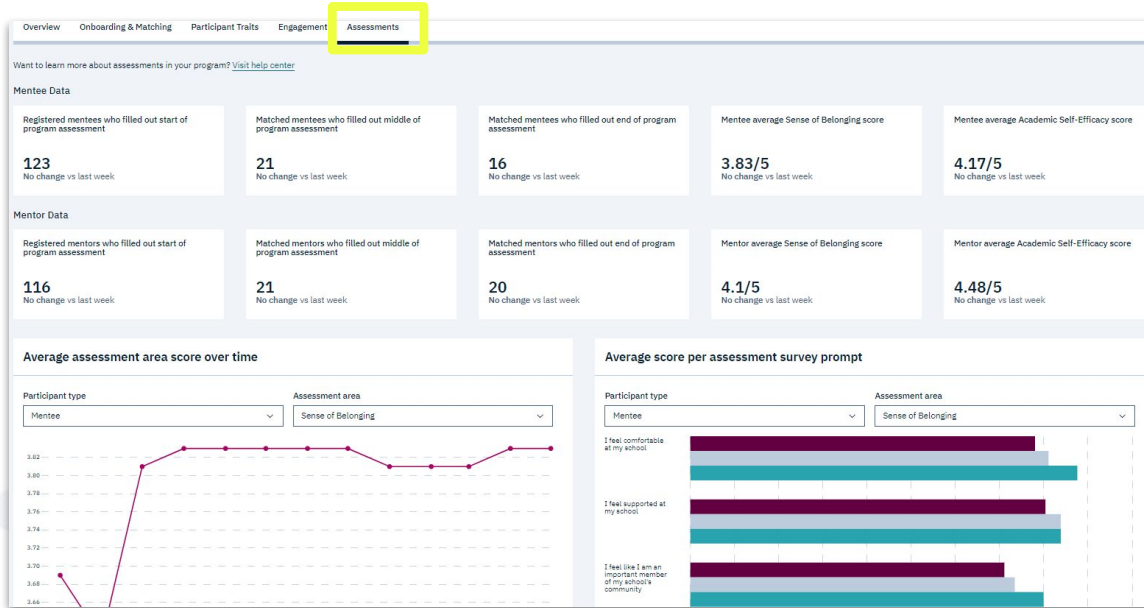 Overview Onboarding & Matching Participant Traits Engagement Assessments
Want to learn more about assessments in your program? Visit help center
Mentee Data
Registered mentees who filled out start of
program assessment
123
No change vs last week
Matched mentees who filled out middle of
program assessment
21
No change vs last week
Matched mentees who filled out end of program
assessment
16
No change vs last week
Mentee average Sense of Belonging score
3.83/5
No change vs last week
Mentee average Academic Self-Efficacy score
4.17/5
No change vs last week
Mentor Data
Registered mentors who filled out start of
program assessment
116
No change vs last week
Matched mentors who filled out middle of
program assessment
21
No change vs last week
Matched mentors who filled out end of program
assessment
20
No change vs last week
Mentor average Sense of Belonging score
4.1/5
No change vs last week
Mentor average Academic Self-Efficacy score
4.48/5
No change vs last week
Average assessment area score over time
Participant type
Mentee
Assessment area
Sense of Belonging
3.82
3.80
3.78
3.76
3.74
3.72
3.70
3.68
3.66
Average score per assessment survey prompt
Participant type
Mentee
Assessment area
Sense of Belonging
I feel comfortable
at my school
I feel supported at
my school
I feel like I am an
important member
of my school's
community